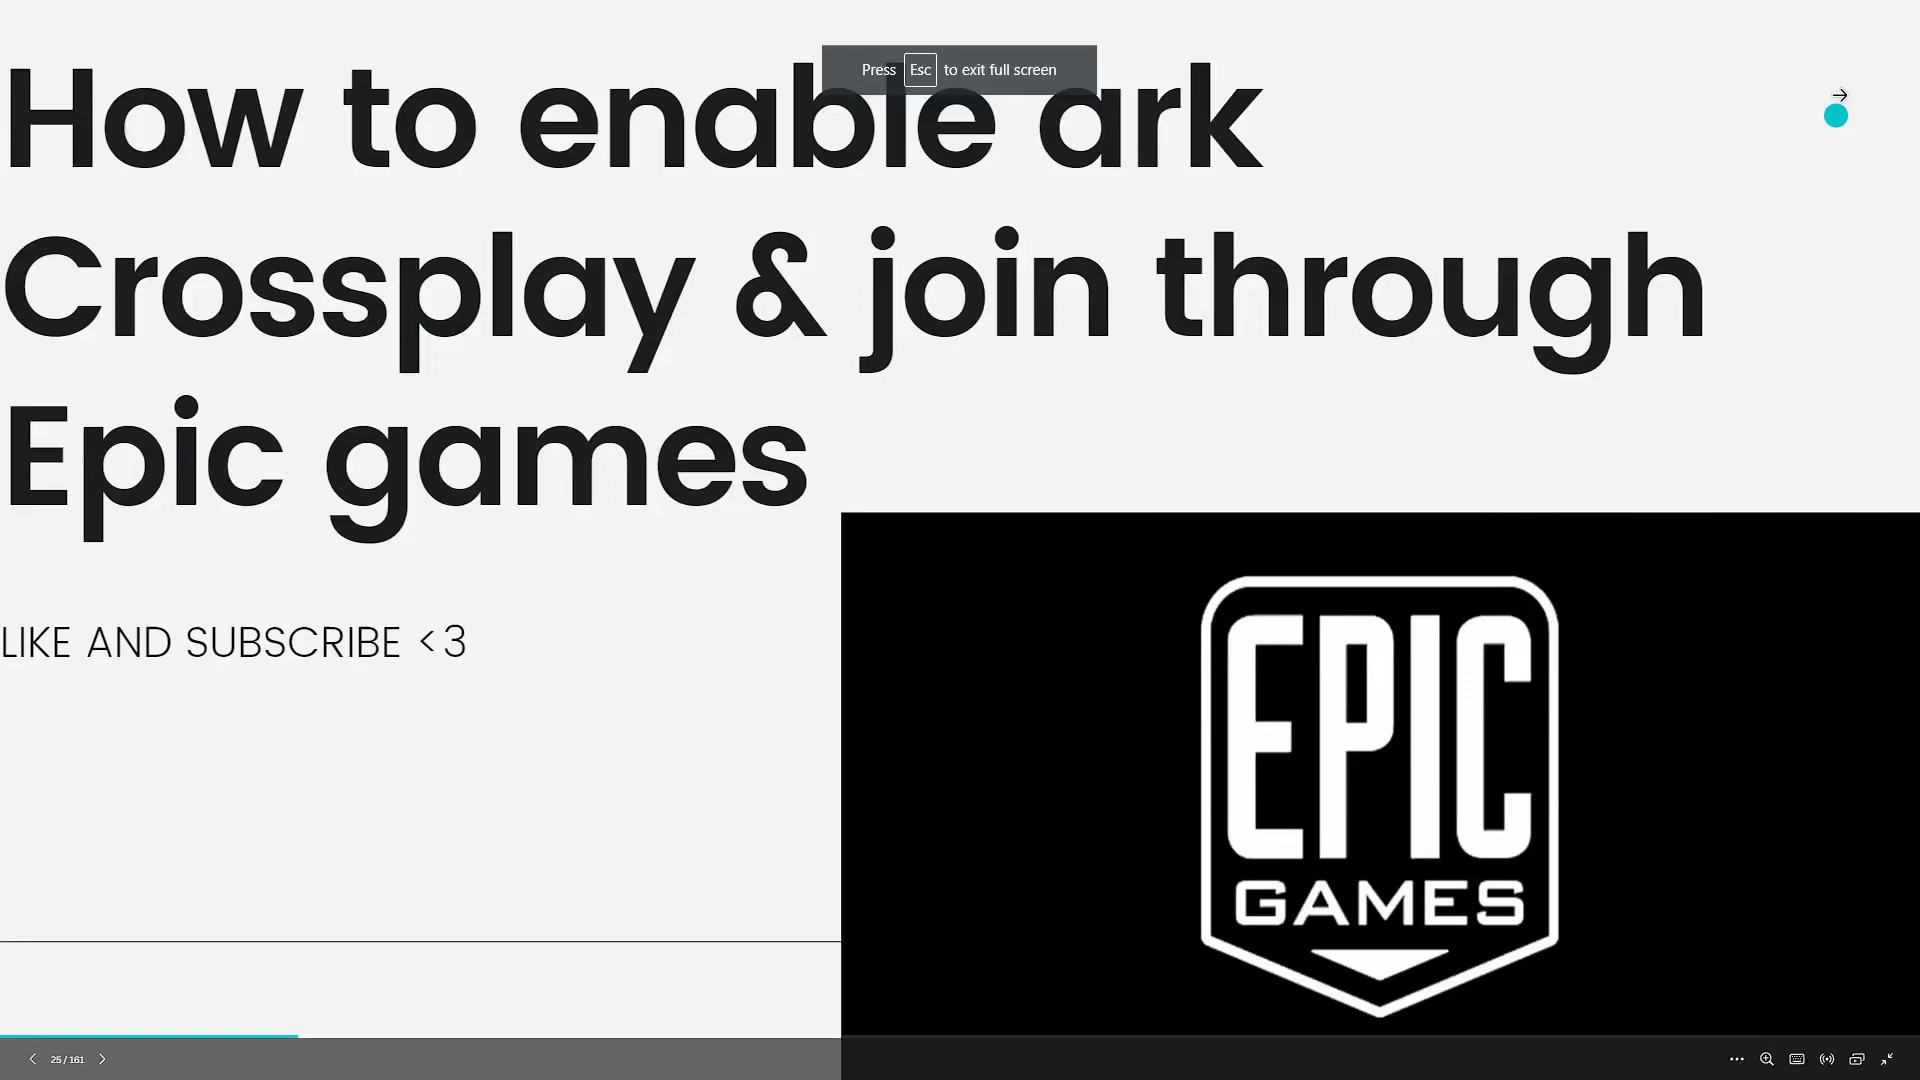 Press Esc to exit full screen
How to enable ark
Crossplay & join through
Epic games
LIKE AND SUBSCRIBE <3
EPIC
GAMES
25 / 161